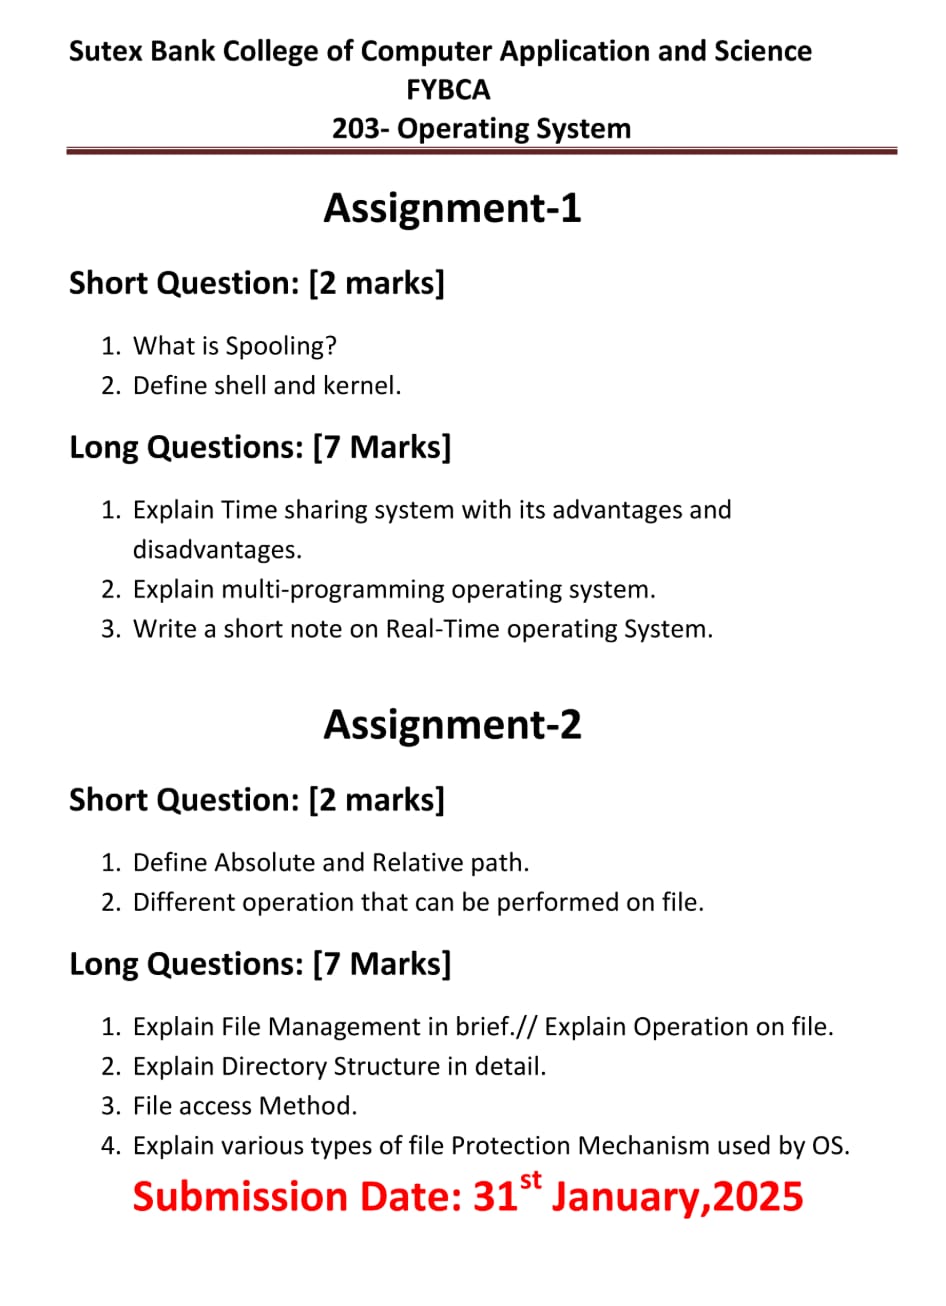 Sutex Bank College of Computer Application and Science
FYBCA
203- Operating System
Assignment-1
Short Question: [2 marks]
1. What is Spooling?
2. Define shell and kernel.
Long Questions: [7 Marks]
1. Explain Time sharing system with its advantages and
disadvantages.
2. Explain multi-programming operating system.
3. Write a short note on Real-Time operating System.
Assignment-2
Short Question: [2 marks]
1. Define Absolute and Relative path.
2. Different operation that can be performed on file.
Long Questions: [7 Marks]
1. Explain File Management in brief.// Explain Operation on file.
2. Explain Directory Structure in detail.
3. File access Method.
4. Explain various types of file Protection Mechanism used by OS.
Submission Date: 31st January,2025